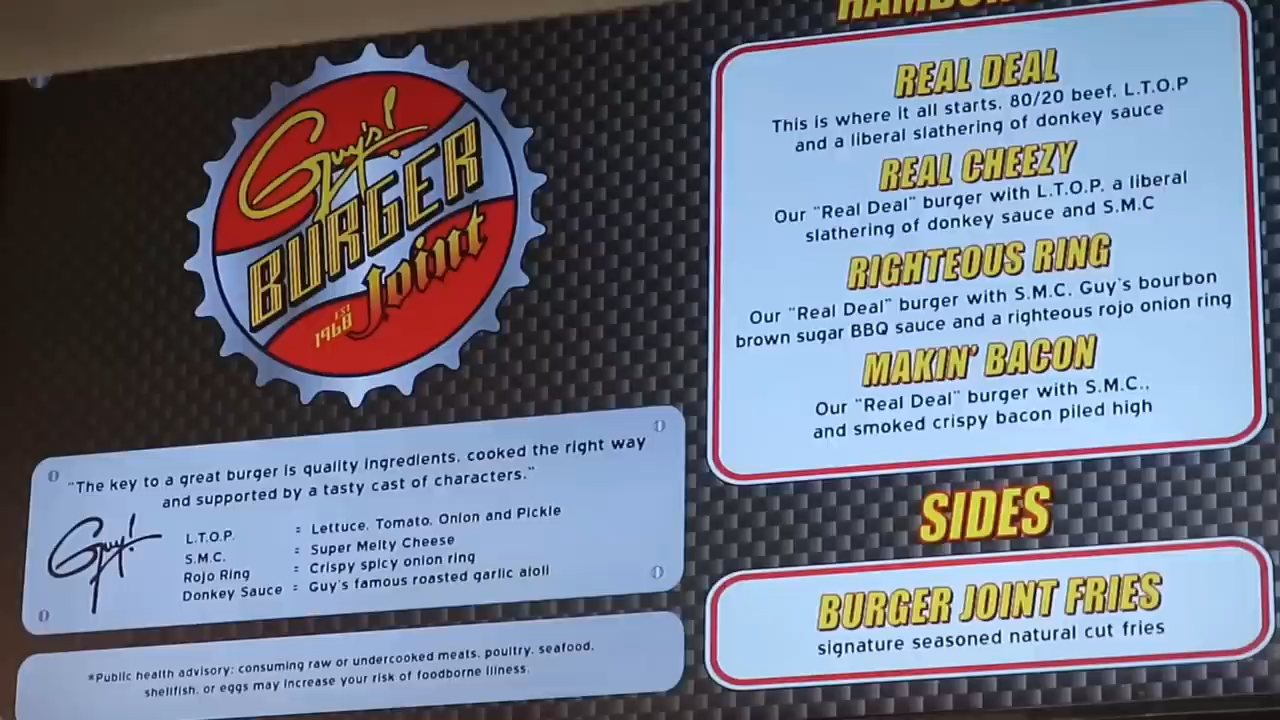 Guy's!
BURGER
Joint
EST
1968
"The key to a great burger is quality ingredients, cooked the right way
and supported by a tasty cast of characters."
Guy!
L.T.O.P. = Lettuce, Tomato, Onion and Pickle
S.M.C. = Super Melty Cheese
Rojo Ring = Crispy spicy onion ring
Donkey Sauce = Guy's famous roasted garlic aioli
*Public health advisory: consuming raw or undercooked meats, poultry, seafood,
shellfish, or eggs may increase your risk of foodborne illness.
REAL DEAL
This is where it all starts, 80/20 beef, L.T.O.P
and a liberal slathering of donkey sauce
REAL CHEEZY
Our "Real Deal" burger with L.T.O.P. a liberal
slathering of donkey sauce and S.M.C
RIGHTEOUS RING
Our "Real Deal" burger with S.M.C. Guy's bourbon
brown sugar BBQ sauce and a righteous rojo onion ring
MAKIN' BACON
Our "Real Deal" burger with S.M.C.,
and smoked crispy bacon piled high
SIDES
BURGER JOINT FRIES
signature seasoned natural cut fries